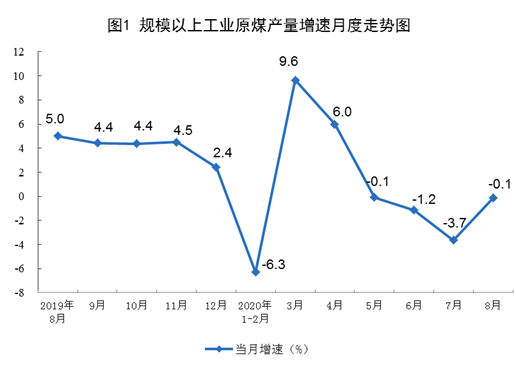 图1 规模以上工业原煤产量增速月度走势图
12
10
8
6
4
2
0
-2
-4
-6
-8
5.0
4.4
4.4
4.5
2.4
-6.3
9.6
6.0
-0.1
-1.2
-3.7
-0.1
2019年
8月
9月
10月
11月
12月
2020年
1-2月
3月
4月
5月
6月
7月
8月
当月增速（%）